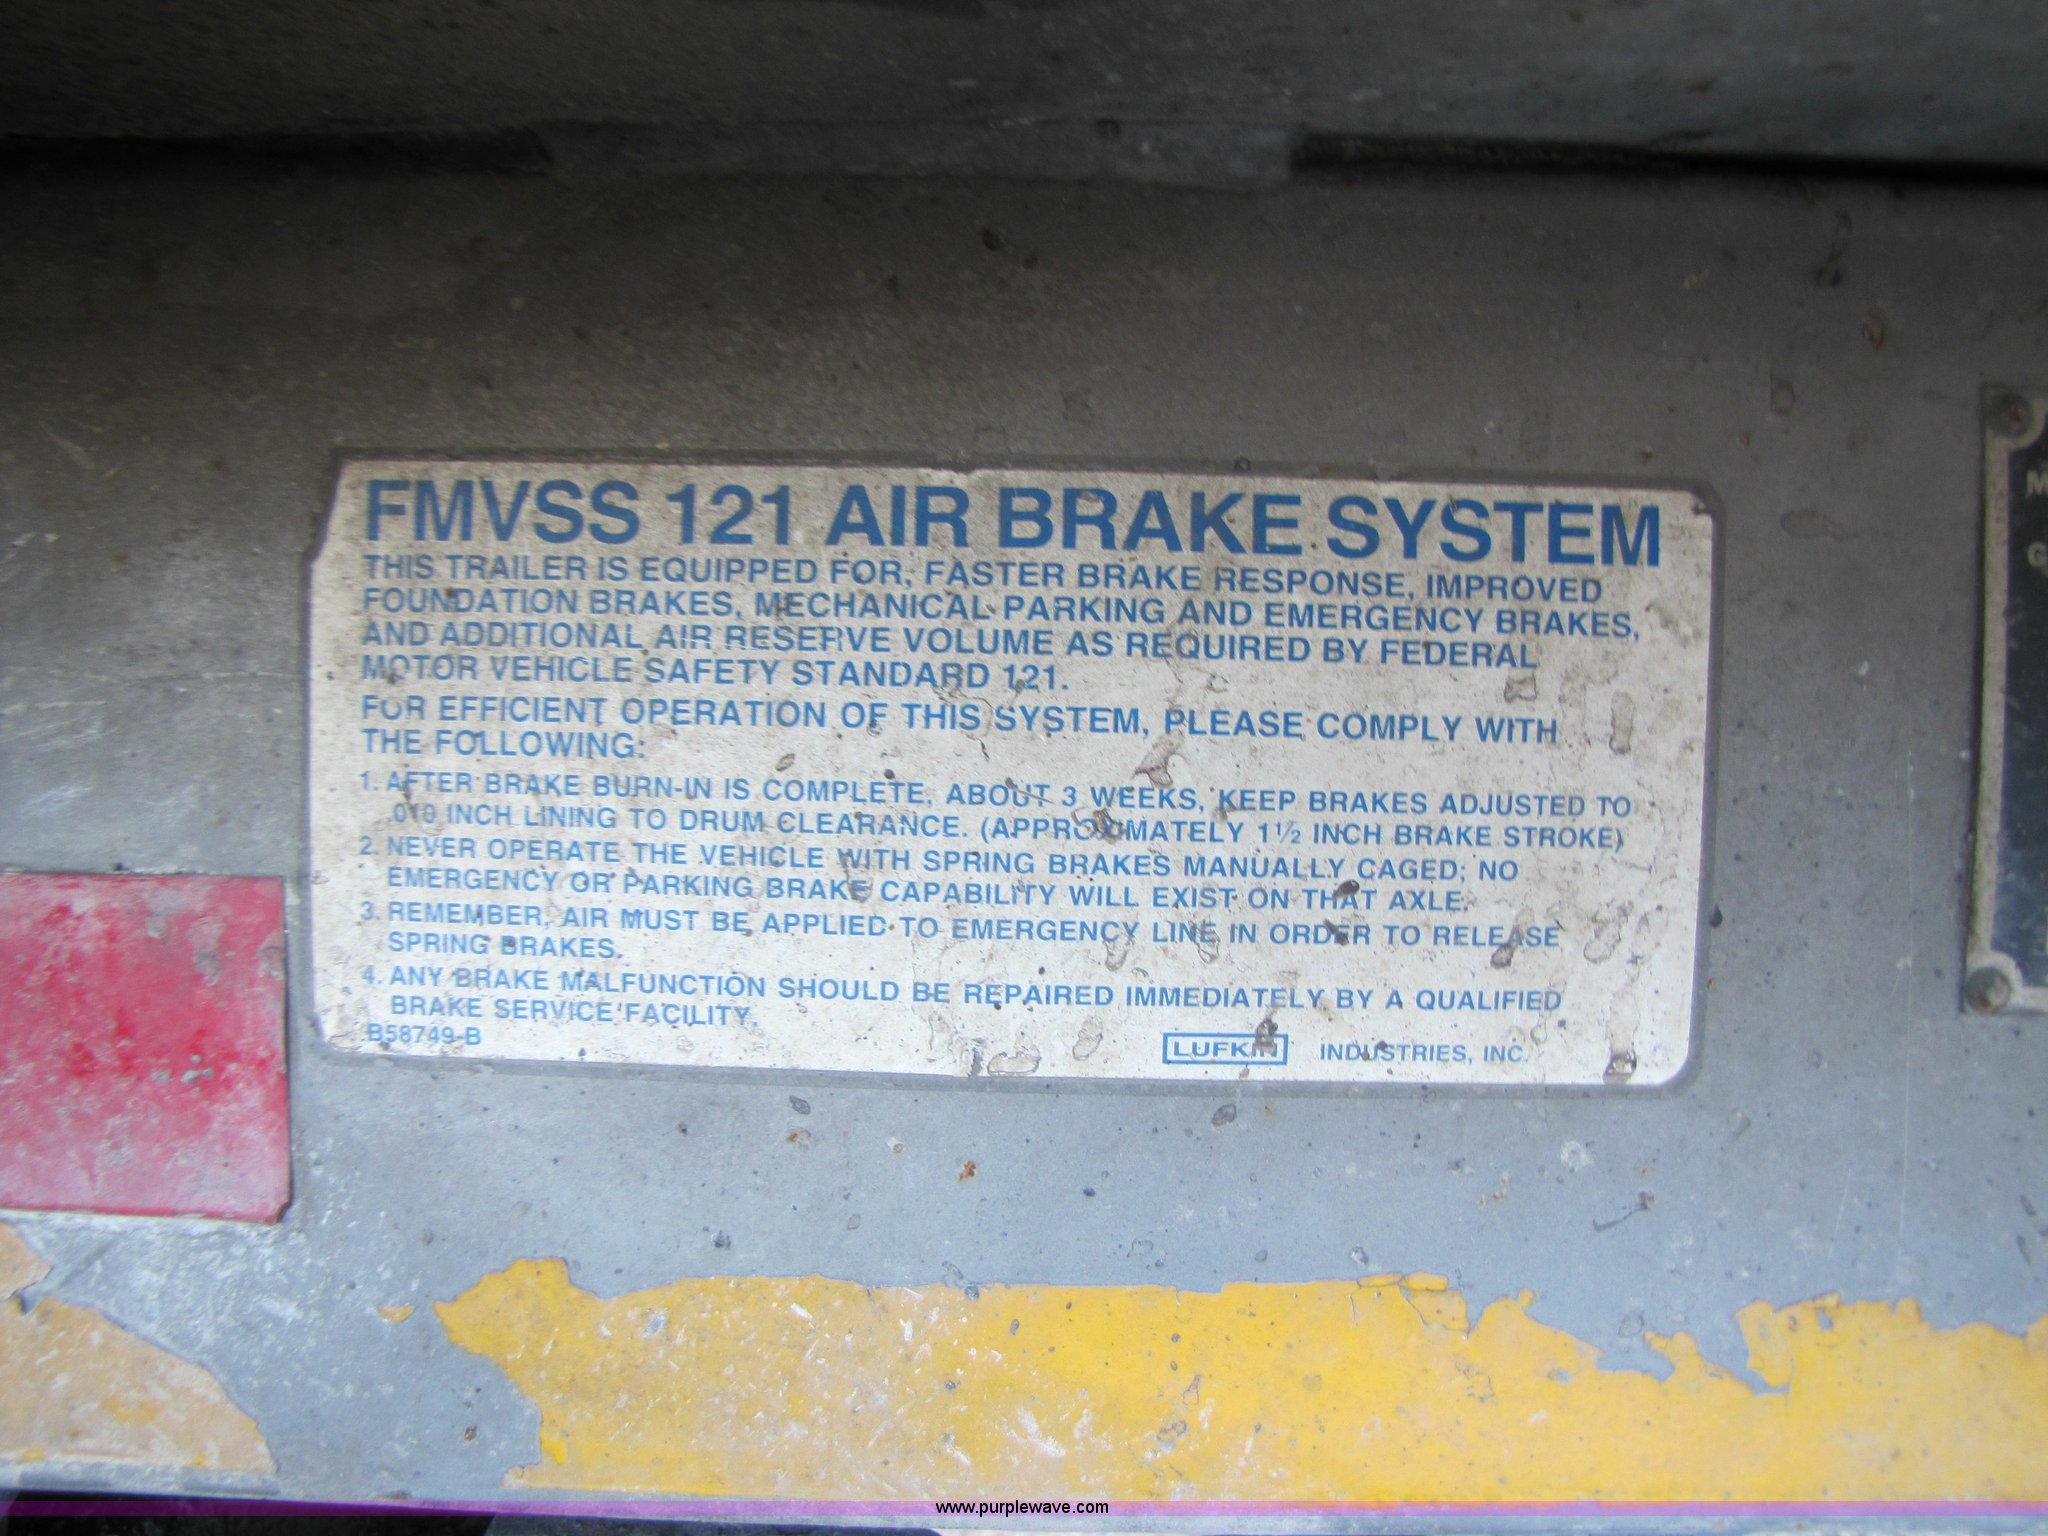 FMVSS 121 AIR BRAKE SYSTEM
THIS TRAILER IS EQUIPPED FOR, FASTER BRAKE RESPONSE, IMPROVED
FOUNDATION BRAKES, MECHANICAL PARKING AND EMERGENCY BRAKES,
AND ADDITIONAL AIR RESERVE VOLUME AS REQUIRED BY FEDERAL
MOTOR VEHICLE SAFETY STANDARD 121.
FOR EFFICIENT OPERATION OF THIS SYSTEM, PLEASE COMPLY WITH
THE FOLLOWING:
1. AFTER BRAKE BURN-IN IS COMPLETE, ABOUT 3 WEEKS, KEEP BRAKES ADJUSTED TO
.010 INCH LINING TO DRUM CLEARANCE. (APPROXIMATELY 1½ INCH BRAKE STROKE)
2. NEVER OPERATE THE VEHICLE WITH SPRING BRAKES MANUALLY CAGED; NO
EMERGENCY OR PARKING BRAKE CAPABILITY WILL EXIST ON THAT AXLE.
3. REMEMBER, AIR MUST BE APPLIED TO EMERGENCY LINE IN ORDER TO RELEASE
SPRING BRAKES.
4. ANY BRAKE MALFUNCTION SHOULD BE REPAIRED IMMEDIATELY BY A QUALIFIED
BRAKE SERVICE FACILITY.
B58749-B
LUFKIN INDUSTRIES, INC.
www.purplewave.com